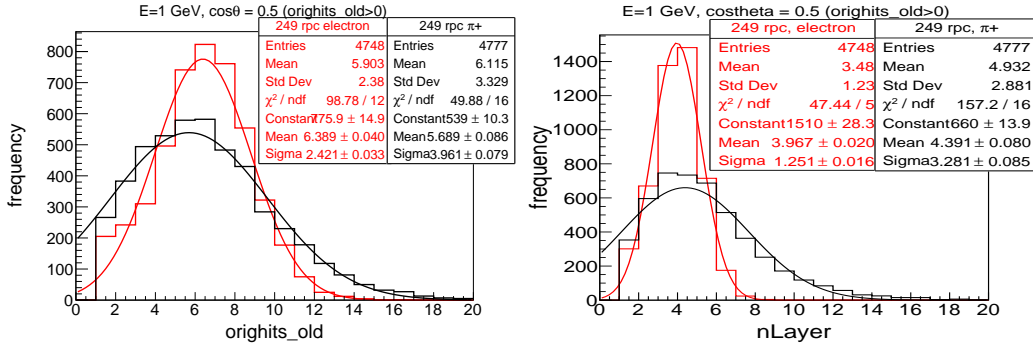 E=1 GeV, cosθ = 0.5 (orighits_old>0)
249 rpc electron
Entries 4748
Mean 5.903
Std Dev 2.38
χ² / ndf 98.78 / 12
Constant 775.9 ± 14.9
Mean 6.389 ± 0.040
Sigma 2.421 ± 0.033
249 rpc π+
Entries 4777
Mean 6.115
Std Dev 3.329
χ² / ndf 49.88 / 16
Constant 539 ± 10.3
Mean 5.689 ± 0.086
Sigma 3.961 ± 0.079
frequency
800
700
600
500
400
300
200
100
0
0 2 4 6 8 10 12 14 16 18 20
orighits_old
E=1 GeV, costheta = 0.5 (orighits_old>0)
249 rpc, electron
Entries 4748
Mean 3.48
Std Dev 1.23
χ² / ndf 47.44 / 5
Constant 1510 ± 28.3
Mean 3.967 ± 0.020
Sigma 1.251 ± 0.016
249 rpc, π+
Entries 4777
Mean 4.932
Std Dev 2.881
χ² / ndf 157.2 / 16
Constant 660 ± 13.9
Mean 4.391 ± 0.080
Sigma 3.281 ± 0.085
frequency
1400
1200
1000
800
600
400
200
0
0 2 4 6 8 10 12 14 16 18 20
nLayer